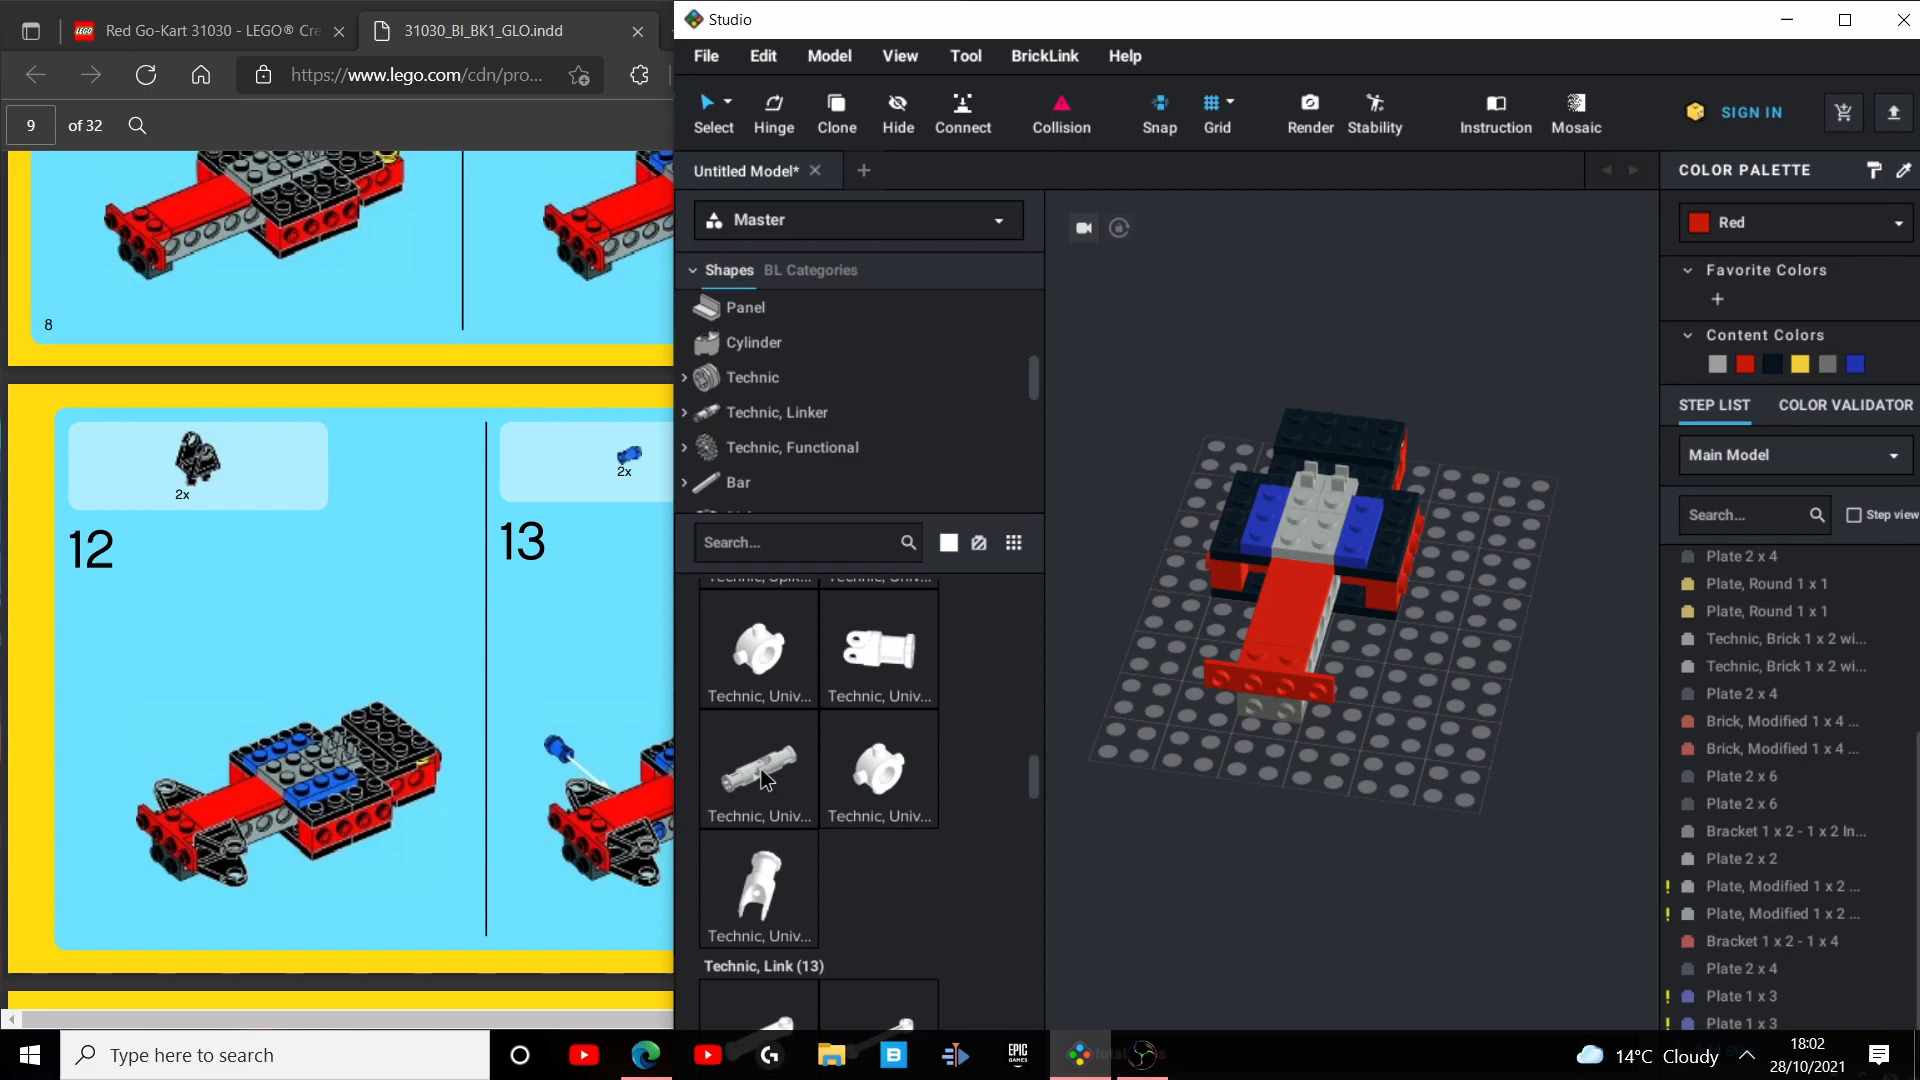 Red Go-Kart 31030 - LEGO® Cre
31030_BI_BK1_GLO.indd
https://www.lego.com/cdn/pro...
9 of 32
8
2x
12
2x
13
Studio
File Edit Model View Tool BrickLink Help
Select Hinge Clone Hide Connect Collision Snap Grid Render Stability Instruction Mosaic
SIGN IN
Untitled Model*
Master
Shapes BL Categories
Panel
Cylinder
Technic
Technic, Linker
Technic, Functional
Bar
Search...
Technic, Univ... Technic, Univ...
Technic, Univ... Technic, Univ...
Technic, Univ...
Technic, Link (13)
COLOR PALETTE
Red
Favorite Colors
Content Colors
STEP LIST COLOR VALIDATOR
Main Model
Search... Step view
Plate 2 x 4
Plate, Round 1 x 1
Plate, Round 1 x 1
Technic, Brick 1 x 2 wi...
Technic, Brick 1 x 2 wi...
Plate 2 x 4
Brick, Modified 1 x 4 ...
Brick, Modified 1 x 4 ...
Plate 2 x 6
Plate 2 x 6
Bracket 1 x 2 - 1 x 2 In...
Plate 2 x 2
! Plate, Modified 1 x 2 ...
! Plate, Modified 1 x 2 ...
Bracket 1 x 2 - 1 x 4
Plate 2 x 4
! Plate 1 x 3
! Plate 1 x 3
Type here to search
EPIC
GAMES
14°C Cloudy
18:02
28/10/2021